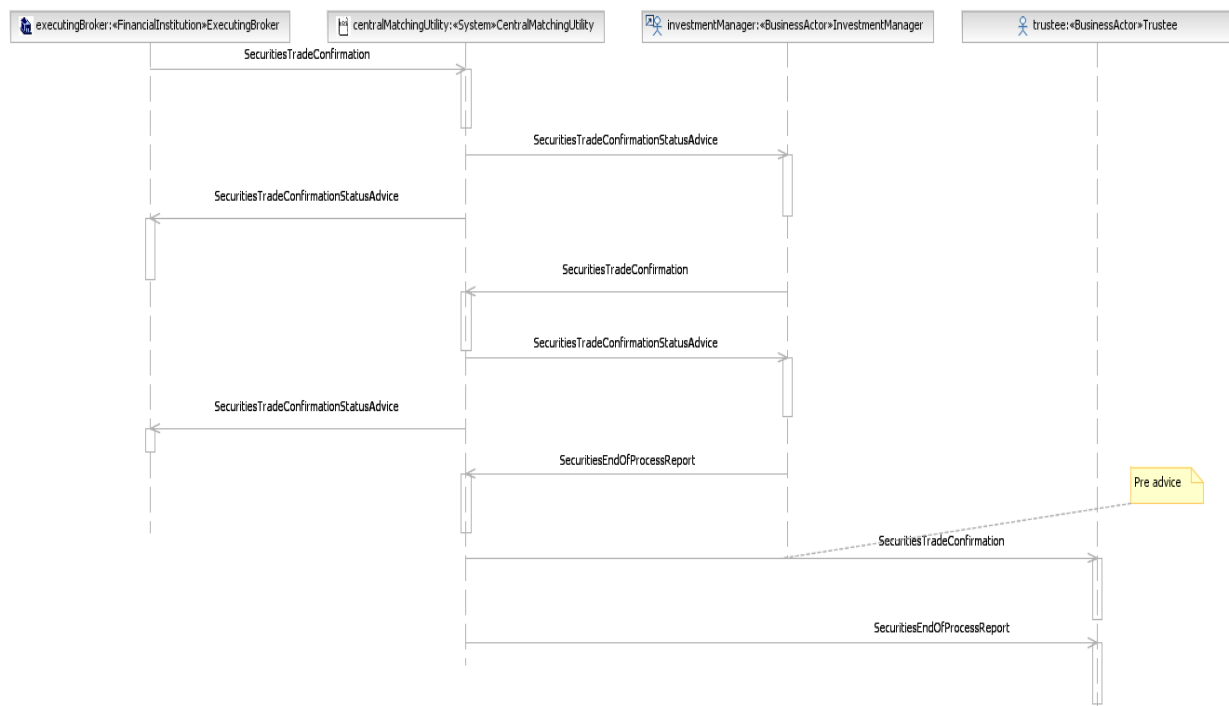 executingBroker:«FinancialInstitution»ExecutingBroker
centralMatchingUtility:«System»CentralMatchingUtility
investmentManager:«BusinessActor»InvestmentManager
trustee:«BusinessActor»Trustee
SecuritiesTradeConfirmation
SecuritiesTradeConfirmationStatusAdvice
SecuritiesTradeConfirmationStatusAdvice
SecuritiesTradeConfirmation
SecuritiesTradeConfirmationStatusAdvice
SecuritiesTradeConfirmationStatusAdvice
SecuritiesEndOfProcessReport
Pre advice
SecuritiesTradeConfirmation
SecuritiesEndOfProcessReport